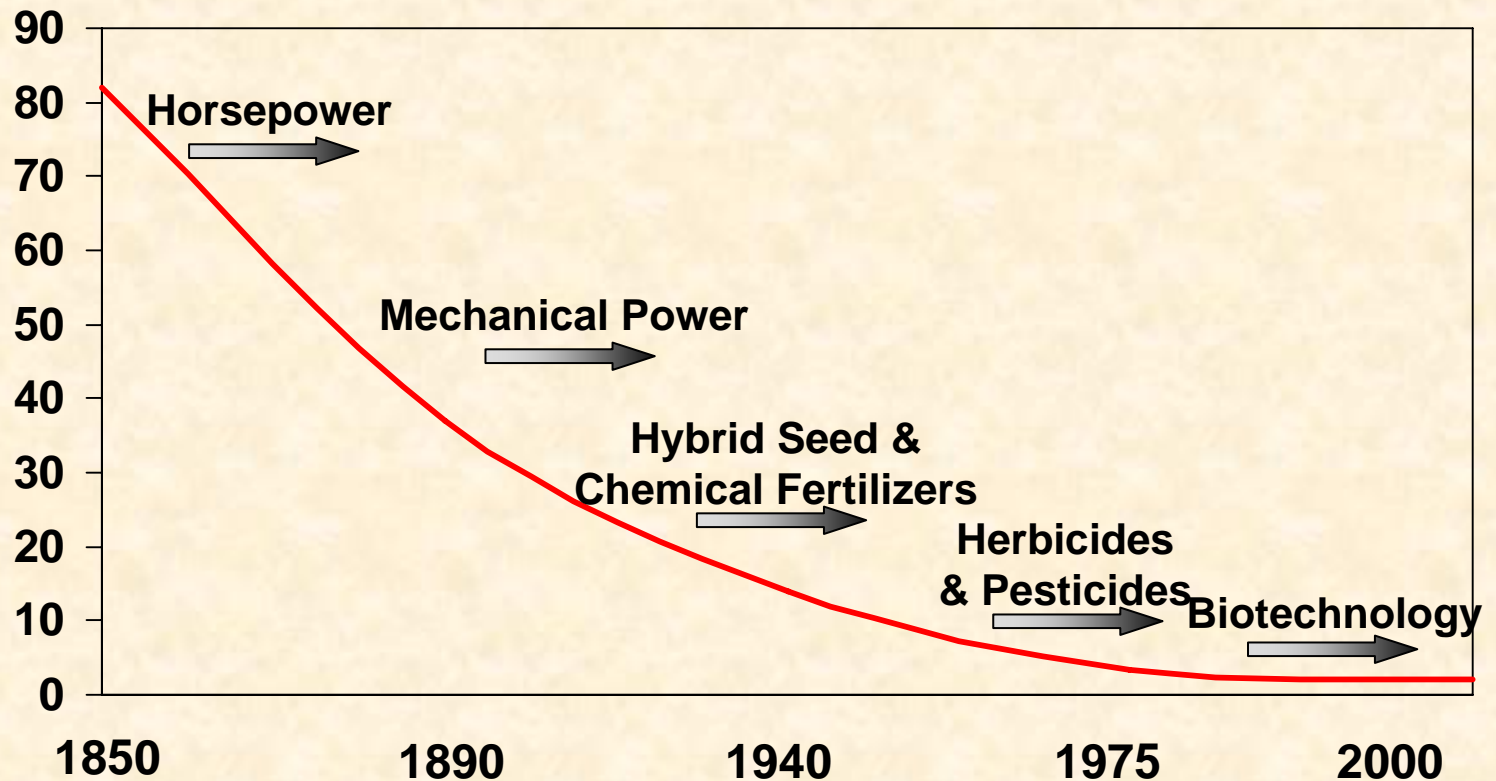 90
80
Horsepower
70
60
50
Mechanical Power
40
Hybrid Seed &
30
Chemical Fertilizers
20
Herbicides
& Pesticides
10
Biotechnology
0
1850 1890 1940 1975 2000